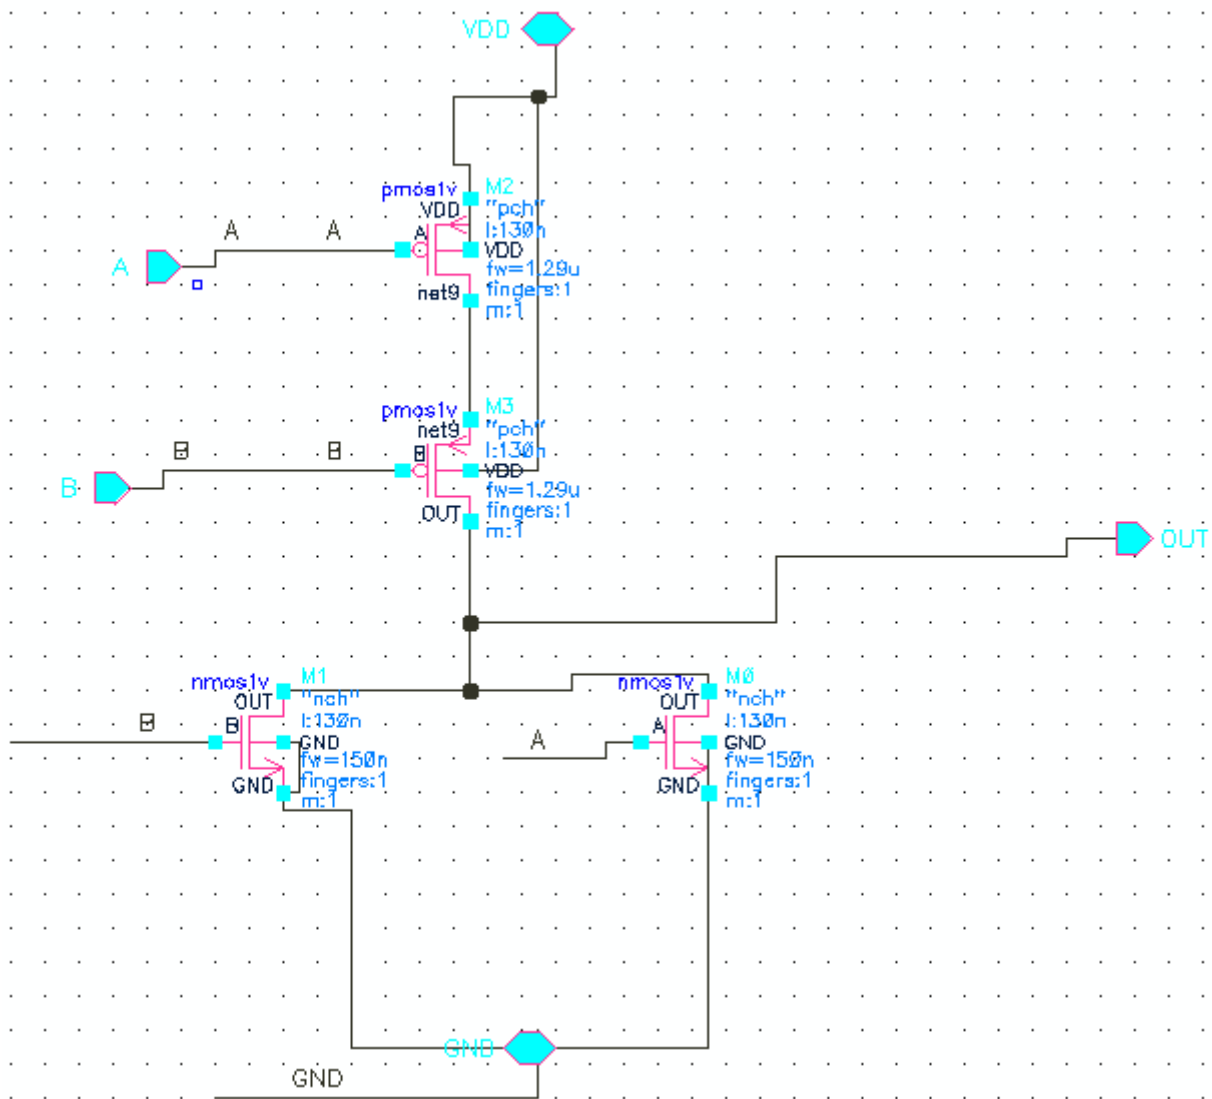 VDD
pmos1v M2
VDD "pch"
A A A l:130n
A VDD
fw=1.29u
net9 fingers:1
m:1
pmos1v M3
net9 "pch"
B B B l:130n
B VDD
fw=1.29u
OUT fingers:1
m:1
OUT
nmos1v M1
OUT "nch"
B B l:130n
GND
fw=150n
GND fingers:1
m:1
nmos1v M0
OUT "nch"
A A l:130n
GND
fw=150n
GND fingers:1
m:1
GND
GND